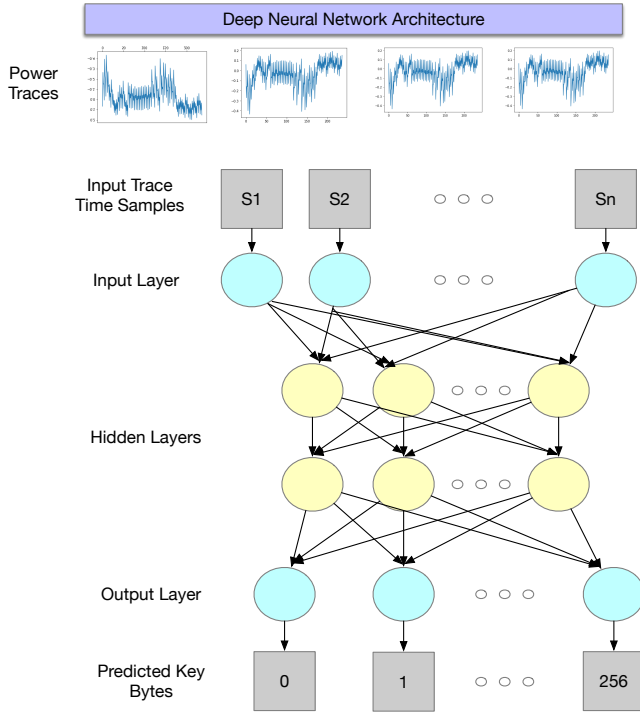 Deep Neural Network Architecture
Power
Traces
Input Trace
Time Samples
S1
S2
Sn
Input Layer
Hidden Layers
Output Layer
Predicted Key
Bytes
0
1
256